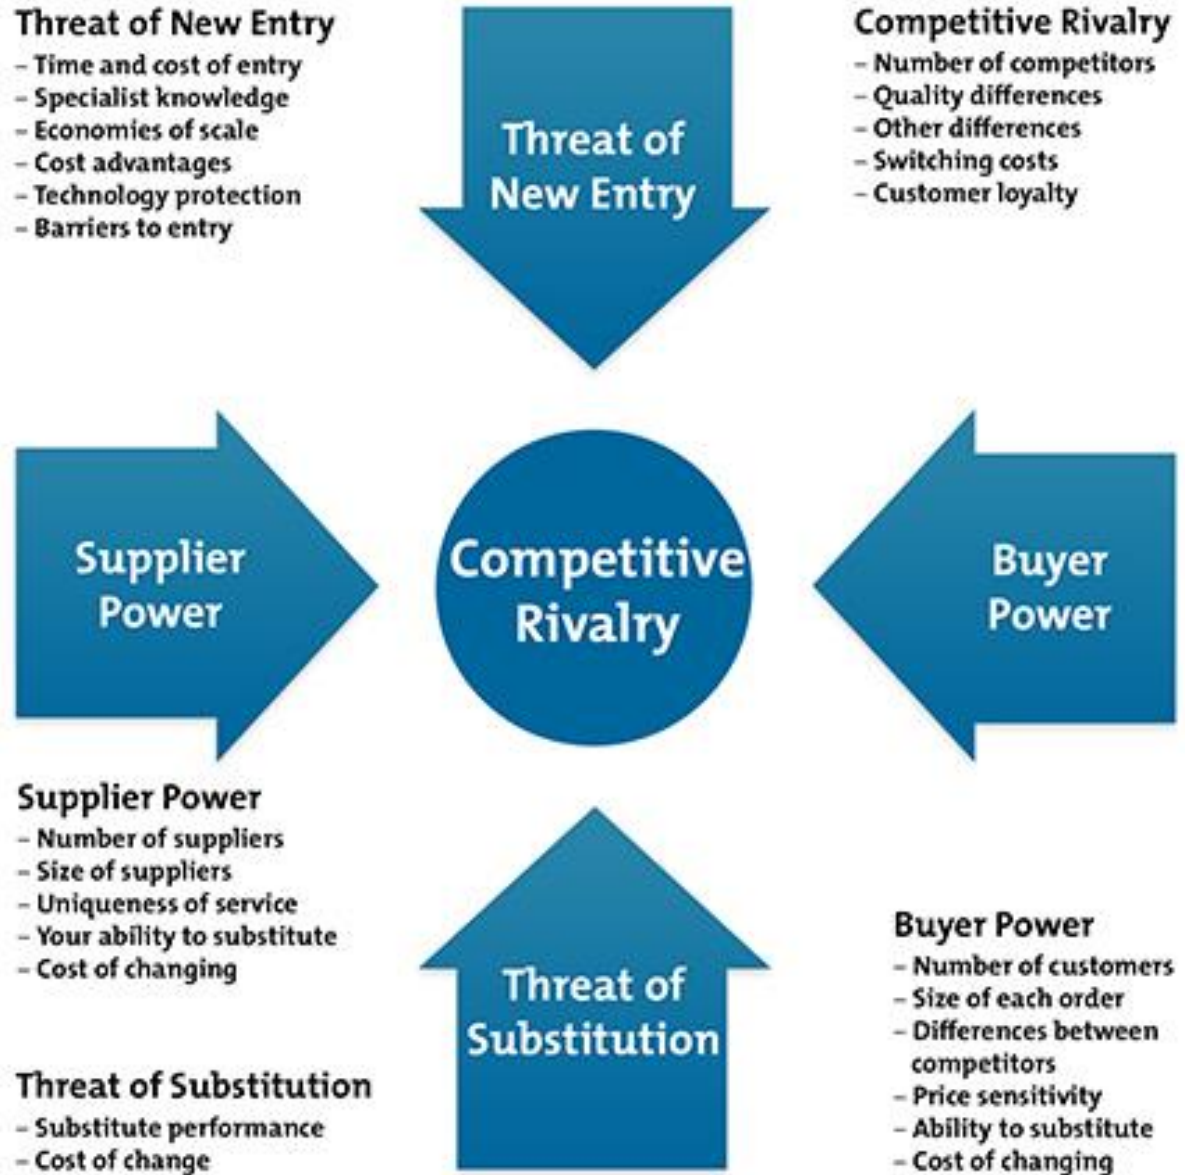 Threat of New Entry
– Time and cost of entry
– Specialist knowledge
– Economies of scale
– Cost advantages
– Technology protection
– Barriers to entry
Threat of
New Entry
Competitive Rivalry
– Number of competitors
– Quality differences
– Other differences
– Switching costs
– Customer loyalty
Supplier
Power
Competitive
Rivalry
Buyer
Power
Supplier Power
– Number of suppliers
– Size of suppliers
– Uniqueness of service
– Your ability to substitute
– Cost of changing
Threat of Substitution
– Substitute performance
– Cost of change
Threat of
Substitution
Buyer Power
– Number of customers
– Size of each order
– Differences between
competitors
– Price sensitivity
– Ability to substitute
– Cost of changing